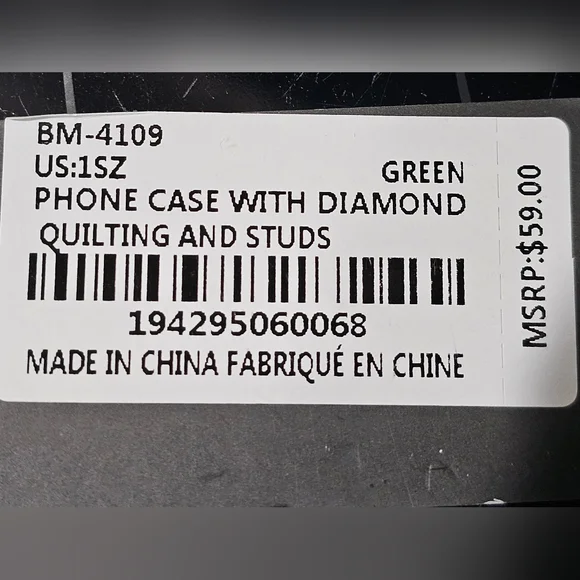 BM-4109
US:1SZ GREEN
PHONE CASE WITH DIAMOND
QUILTING AND STUDS
194295060068
MADE IN CHINA FABRIQUÉ EN CHINE
MSRP:$59.00